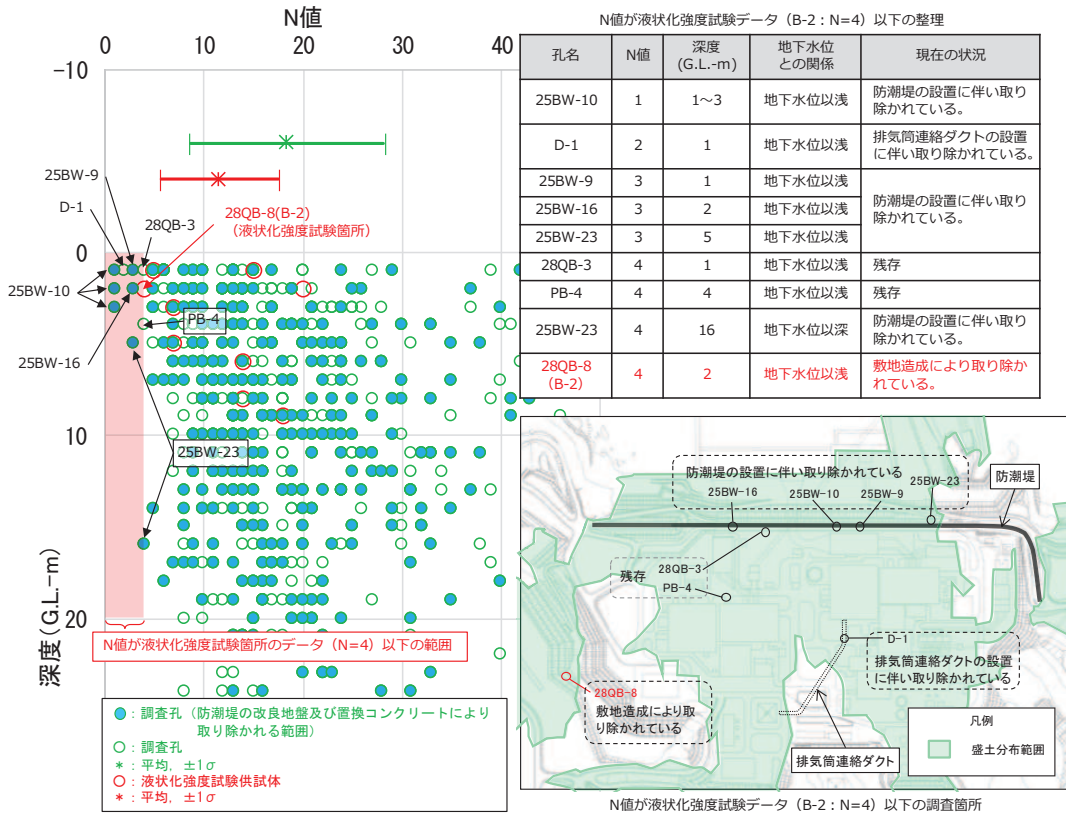 N値
0
10
20
30
40
-10
0
10
20
深度(G.L.-m)
25BW-9
D-1
28QB-3
28QB-8(B-2)
(液状化強度試験箇所)
25BW-10
PB-4
25BW-16
25BW-23
N値が液状化強度試験箇所のデータ(N=4)以下の範囲
:調査孔(防潮堤の改良地盤及び置換コンクリートにより
取り除かれる範囲)
:調査孔
* :平均,±1σ
:液状化強度試験供試体
* :平均,±1σ
N値が液状化強度試験データ(B-2:N=4)以下の整理
孔名 N値 深度 (G.L.-m) 地下水位 との関係 現在の状況
25BW-10 1 1~3 地下水位以浅 防潮堤の設置に伴い取り
除かれている。
D-1 2 1 地下水位以浅 排気筒連絡ダクトの設置
に伴い取り除かれている。
25BW-9 3 1 地下水位以浅
25BW-16 3 2 地下水位以浅 防潮堤の設置に伴い取り
除かれている。
25BW-23 3 5 地下水位以浅
28QB-3 4 1 地下水位以浅 残存
PB-4 4 4 地下水位以浅 残存
25BW-23 4 16 地下水位以深 防潮堤の設置に伴い取り
除かれている。
28QB-8 (B-2) 4 2 地下水位以浅 敷地造成により取り除か
れている。
防潮堤の設置に伴い取り除かれている
25BW-16
25BW-10
25BW-9
25BW-23
防潮堤
残存
28QB-3
PB-4
D-1
排気筒連絡ダクトの設置
に伴い取り除かれている
28QB-8
敷地造成により取
り除かれている
排気筒連絡ダクト
凡例
盛土分布範囲
N値が液状化強度試験データ(B-2:N=4)以下の調査箇所